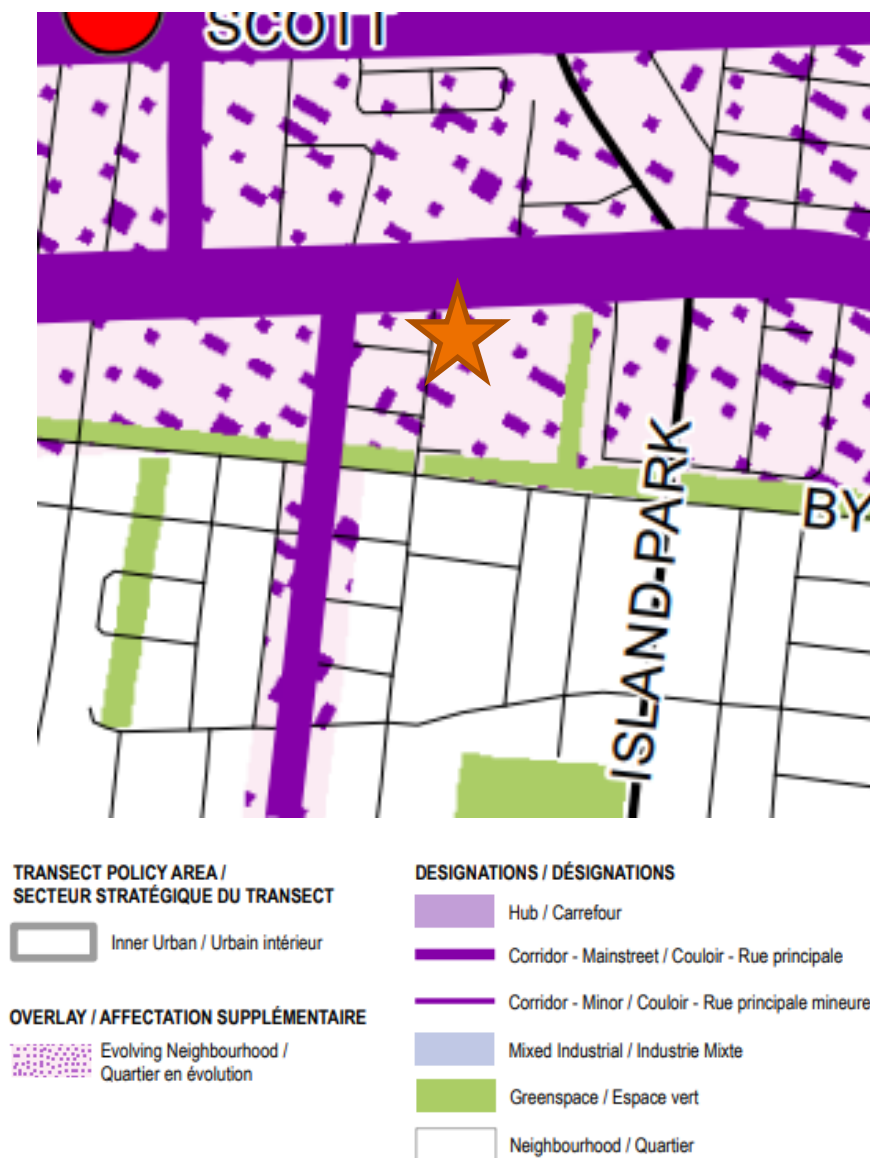 SCOTT
ISLAND PARK
BY
TRANSECT POLICY AREA /
SECTEUR STRATÉGIQUE DU TRANSECT
Inner Urban / Urbain intérieur
OVERLAY / AFFECTATION SUPPLÉMENTAIRE
Evolving Neighbourhood /
Quartier en évolution
DESIGNATIONS / DÉSIGNATIONS
Hub / Carrefour
Corridor - Mainstreet / Couloir - Rue principale
Corridor - Minor / Couloir - Rue principale mineure
Mixed Industrial / Industrie Mixte
Greenspace / Espace vert
Neighbourhood / Quartier